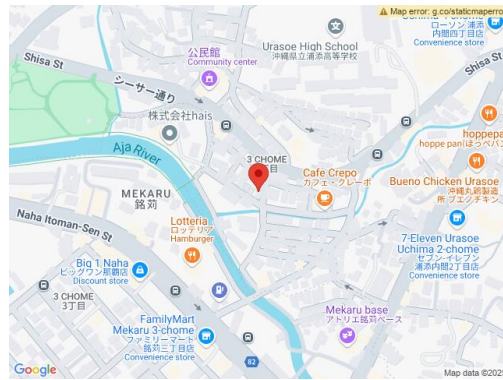 Map error: g.co/staticmaperro
Uchima 4-chome
ローソン 浦添
内間四丁目店
Convenience store
公民館
Community center
Urasoe High School
沖縄県立浦添高等学校
Shisa St
シーサー通り
Shisa St
株式会社hais
hoppepa
hoppe pan(ほっぺパン
Aja River
3 CHOME
Cafe Crepo
カフェ・クレーポ
Bueno Chicken Urasoe
沖縄丸鶏製造
所 ブエノチキン
MEKARU
銘苅
Naha Itoman-Sen St
Lotteria
ロッテリア
Hamburger
7-Eleven Urasoe
Uchima 2-chome
セブン-イレブン
浦添内間2丁目店
Convenience store
Big 1 Naha
ビッグワン那覇店
Discount store
3 CHOME
3丁目
FamilyMart
Mekaru 3-chome
ファミリーマート
銘苅三丁目店
Convenience store
Mekaru base
アトリエ銘苅ベース
82
Google
Map data ©2025